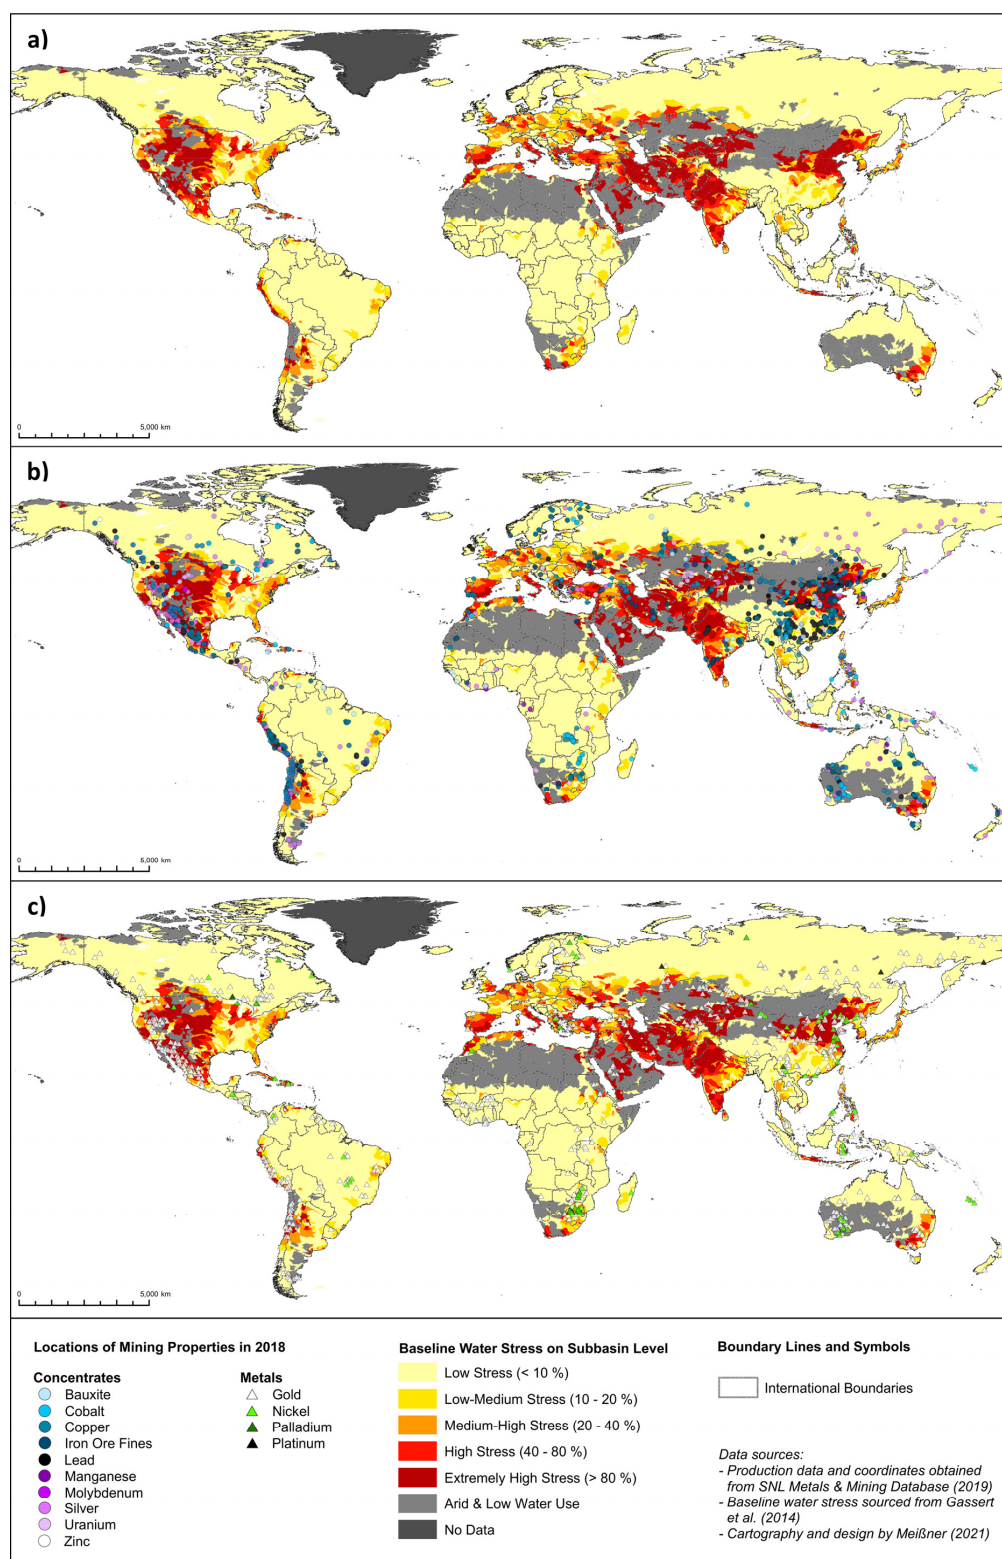 a)
0 5,000 km
b)
0 5,000 km
c)
0 5,000 km
Locations of Mining Properties in 2018
Concentrates
Bauxite
Cobalt
Copper
Iron Ore Fines
Lead
Manganese
Molybdenum
Silver
Uranium
Zinc
Metals
Gold
Nickel
Palladium
Platinum
Baseline Water Stress on Subbasin Level
Low Stress (< 10 %)
Low-Medium Stress (10 - 20 %)
Medium-High Stress (20 - 40 %)
High Stress (40 - 80 %)
Extremely High Stress (> 80 %)
Arid & Low Water Use
No Data
Boundary Lines and Symbols
International Boundaries
Data sources:
- Production data and coordinates obtained
from SNL Metals & Mining Database (2019)
- Baseline water stress sourced from Gassert
et al. (2014)
- Cartography and design by Meißner (2021)